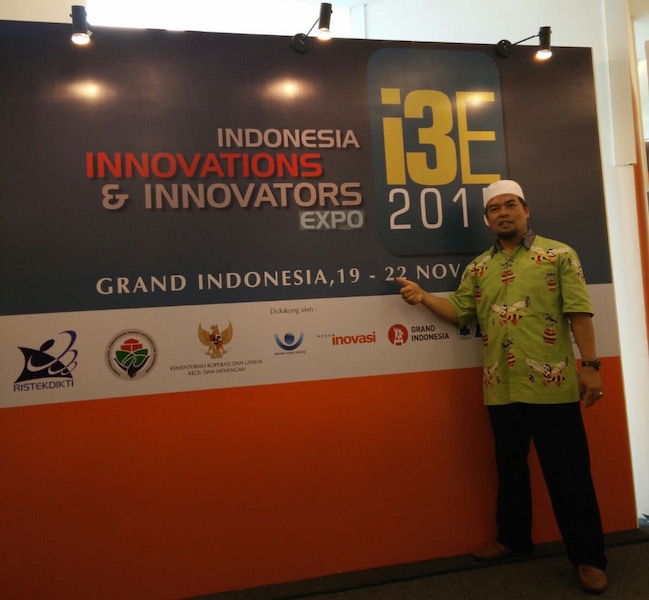 i3E
201
INDONESIA
INNOVATIONS
& INNOVATORS
EXPO
GRAND INDONESIA,19 - 22 NOV
Didukung oleh :
RISTEKDIKTI
KEMENTERIAN KOPERASI DAN USAHA
KECIL DAN MENENGAH
inovasi
GRAND
INDONESIA